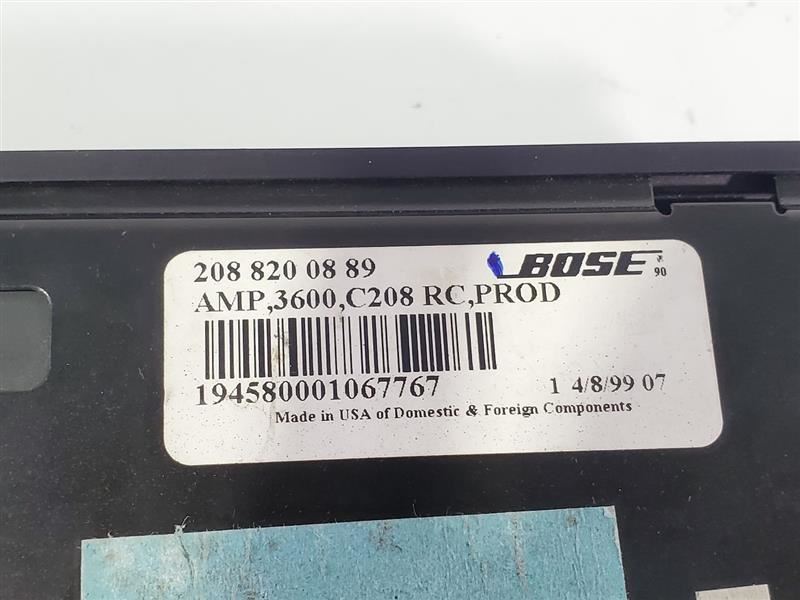 208 820 08 89
BOSE
90
AMP,3600,C208 RC,PROD
194580001067767
1 4/8/99 07
Made in USA of Domestic & Foreign Components